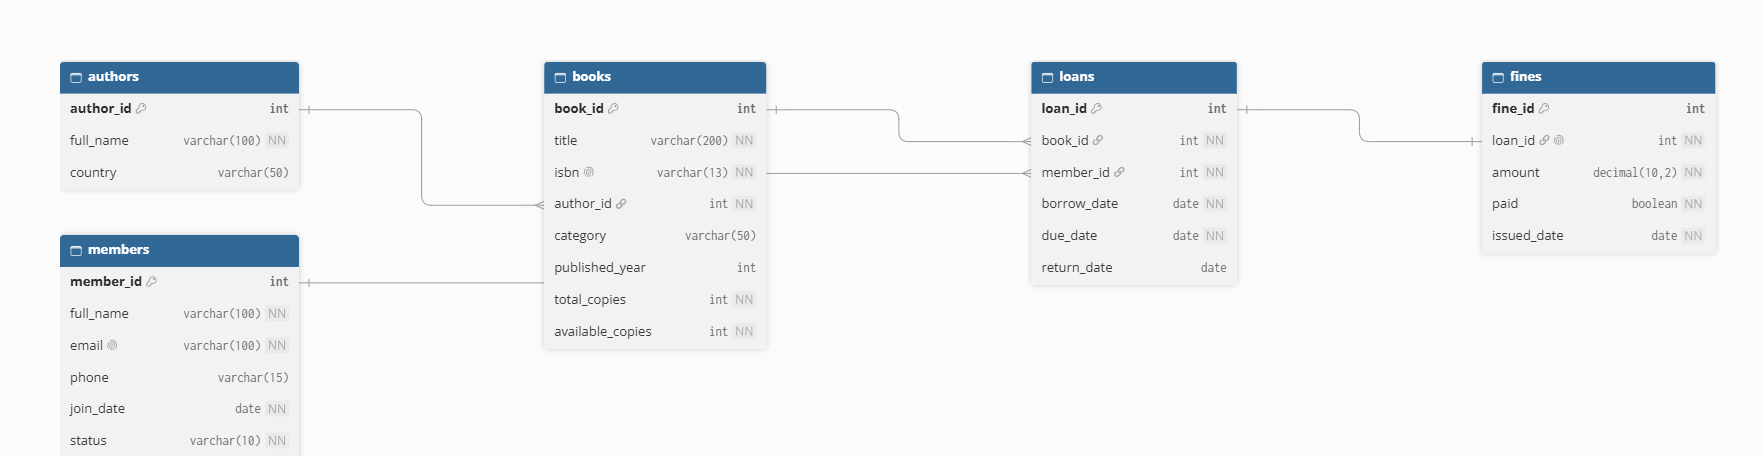 authors
author_id int
full_name varchar(100) NN
country varchar(50)
members
member_id int
full_name varchar(100) NN
email varchar(100) NN
phone varchar(15)
join_date date NN
status varchar(10) NN
books
book_id int
title varchar(200) NN
isbn varchar(13) NN
author_id int NN
category varchar(50)
published_year int
total_copies int NN
available_copies int NN
loans
loan_id int
book_id int NN
member_id int NN
borrow_date date NN
due_date date NN
return_date date
fines
fine_id int
loan_id int NN
amount decimal(10,2) NN
paid boolean NN
issued_date date NN